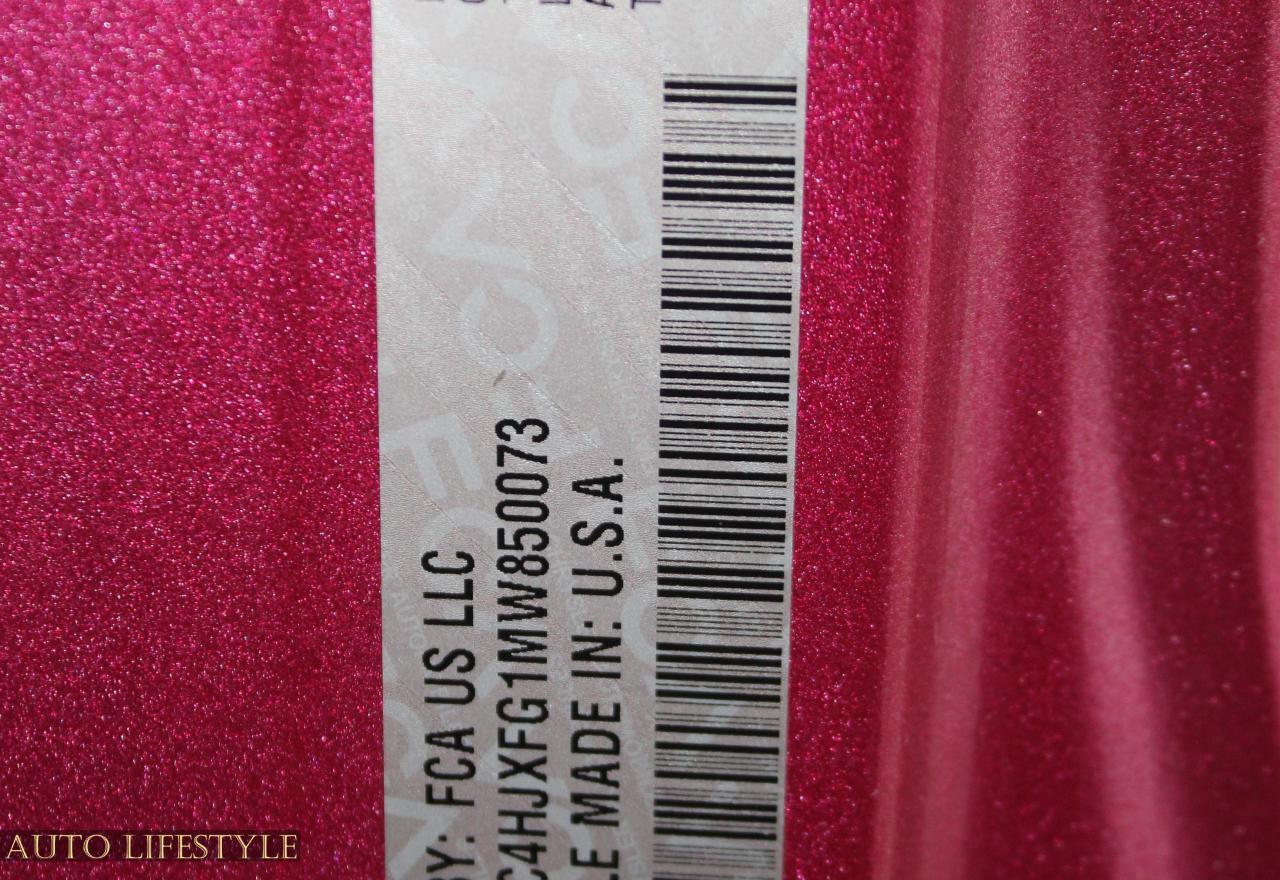 BY: FCA US LLC
C4HJXFG1MW850073
LE MADE IN: U.S.A.
AUTO LIFESTYLE